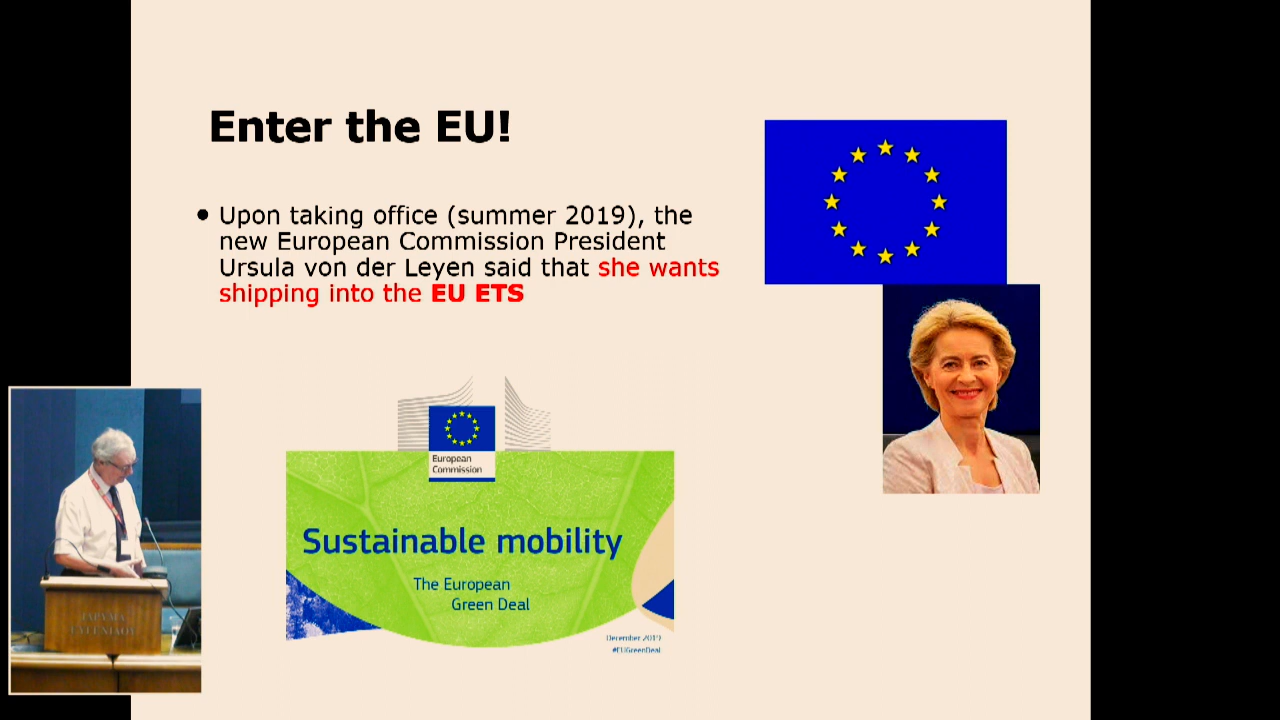 Enter the EU!
• Upon taking office (summer 2019), the
new European Commission President
Ursula von der Leyen said that she wants
shipping into the EU ETS
European
Commission
Sustainable mobility
The European
Green Deal
December 2019
#EUGreenDeal